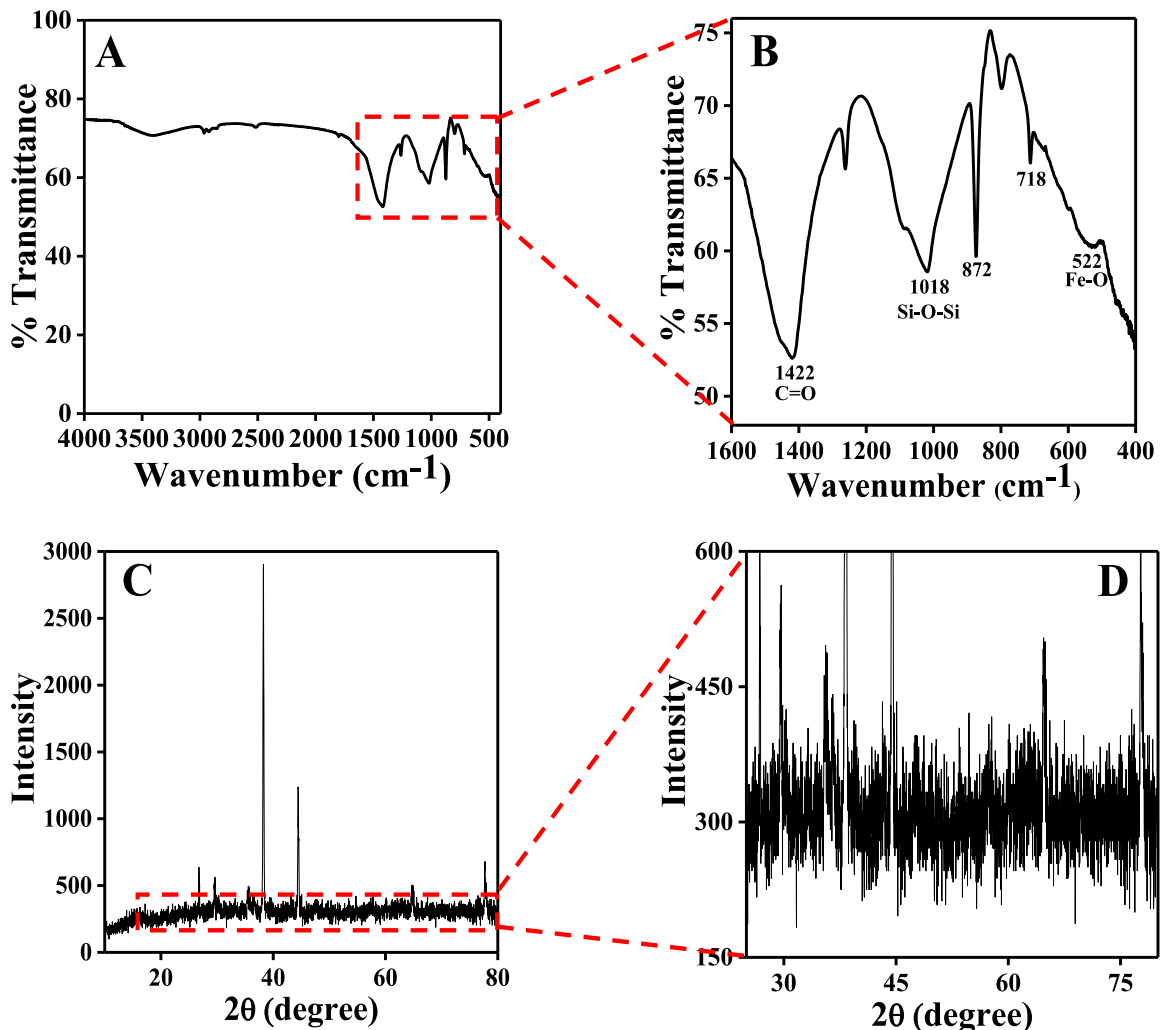 A
% Transmittance
100
80
60
40
20
0
4000 3500 3000 2500 2000 1500 1000 500
Wavenumber (cm-1)
B
% Transmittance
75
70
65
60
55
50
718
872
522
Fe-O
1018
Si-O-Si
1422
C=O
1600 1400 1200 1000 800 600 400
Wavenumber (cm-1)
C
Intensity
3000
2500
2000
1500
1000
500
0
20 40 60 80
2θ (degree)
D
Intensity
600
450
300
150
30 45 60 75
2θ (degree)